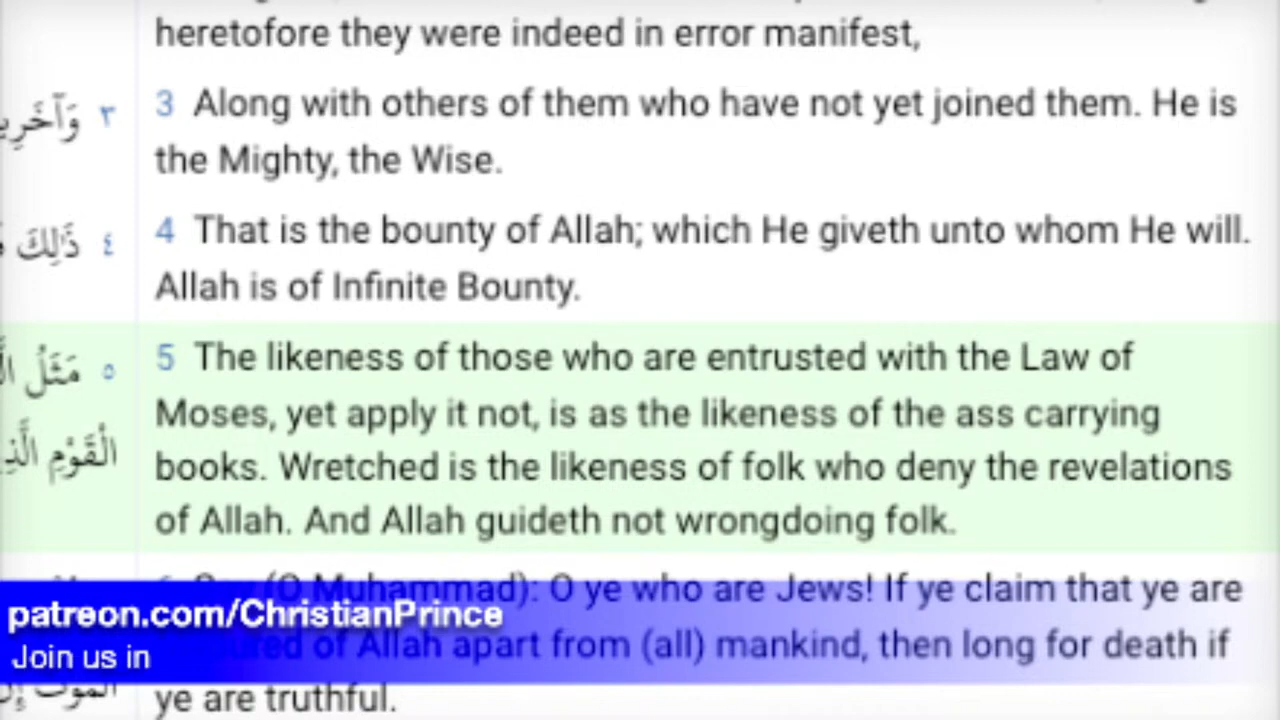 heretofore they were indeed in error manifest,
٣ 3 Along with others of them who have not yet joined them. He is
the Mighty, the Wise.
ذَٰلِكَ ٤ 4 That is the bounty of Allah; which He giveth unto whom He will.
Allah is of Infinite Bounty.
مَثَلُ ٥ 5 The likeness of those who are entrusted with the Law of
Moses, yet apply it not, is as the likeness of the ass carrying
الْقَوْمِ books. Wretched is the likeness of folk who deny the revelations
of Allah. And Allah guideth not wrongdoing folk.
(O Muhammad): O ye who are Jews! If ye claim that ye are
of Allah apart from (all) mankind, then long for death if
ye are truthful.
patreon.com/ChristianPrince
Join us in